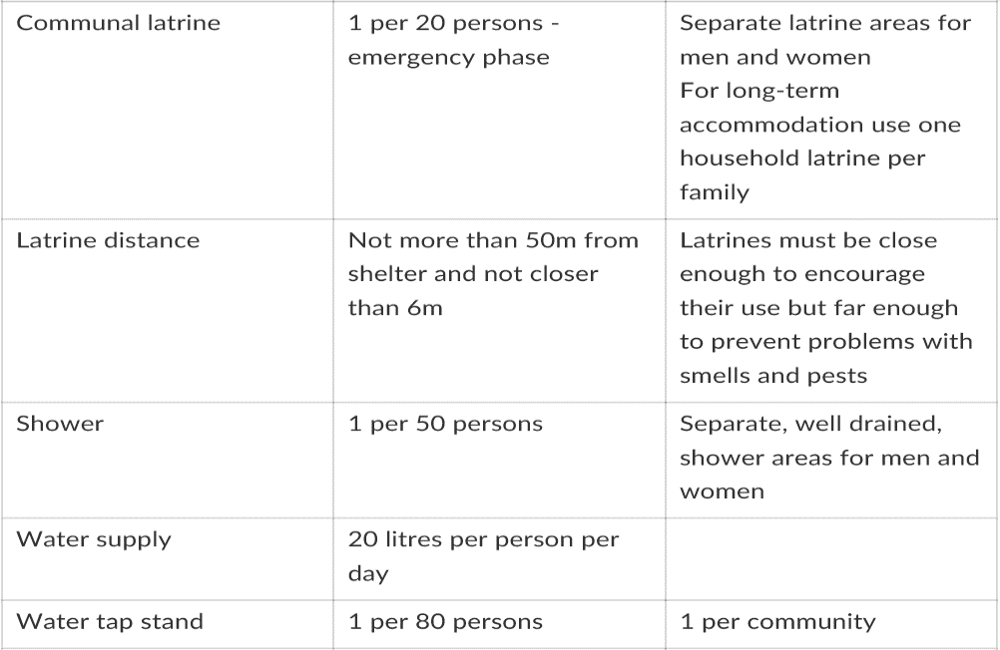 Communal latrine
1 per 20 persons -
emergency phase
Separate latrine areas for
men and women
For long-term
accommodation use one
household latrine per
family
Latrine distance
Not more than 50m from
shelter and not closer
than 6m
Latrines must be close
enough to encourage
their use but far enough
to prevent problems with
smells and pests
Shower
1 per 50 persons
Separate, well drained,
shower areas for men and
women
Water supply
20 litres per person per
day
Water tap stand
1 per 80 persons
1 per community